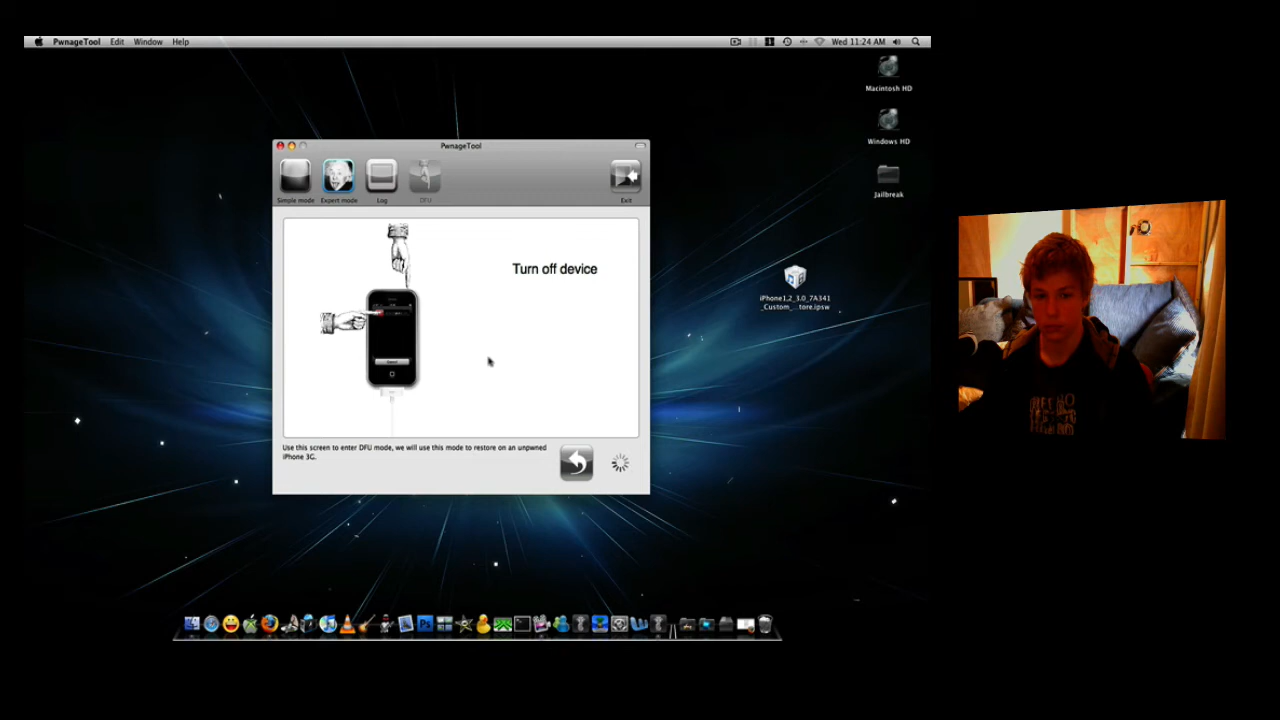 PwnageTool Edit Window Help
Wed 11:24 AM
Macintosh HD
Windows HD
Jailbreak
PwnageTool
Simple mode Expert mode Log DFU Exit
Turn off device
iPhone1,2_3.0_7A341
_Custom_...tore.ipsw
Use this screen to enter DFU mode, we will use this mode to restore on an unpwned
iPhone 3G.